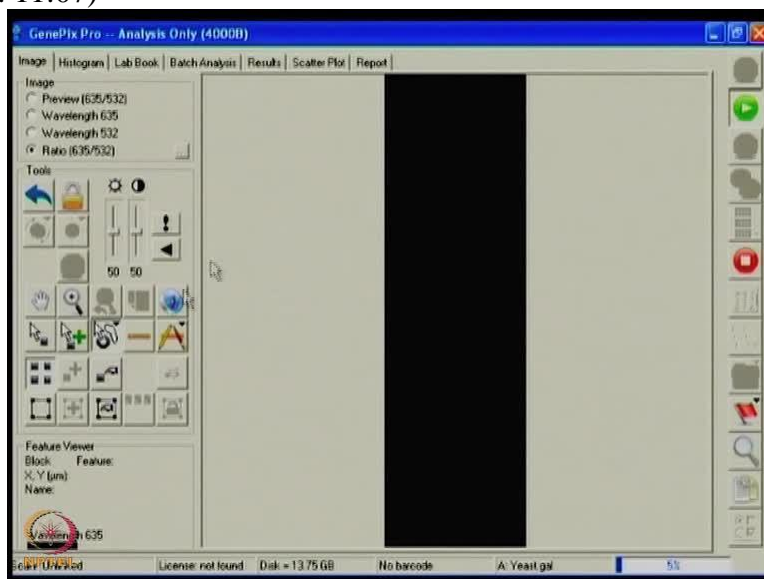 GenePix Pro -- Analysis Only (4000B)
Image Histogram Lab Book Batch Analysis Results Scatter Plot Report
Image
Preview (635/532)
Wavelength 635
Wavelength 532
Ratio (635/532)
...
Tools
50 50
Feature Viewer
Block Feature:
X, Y (µm)
Name:
Wavelength 635
License: not found Disk = 13.75 GB No barcode A: Yeast.gal 5%